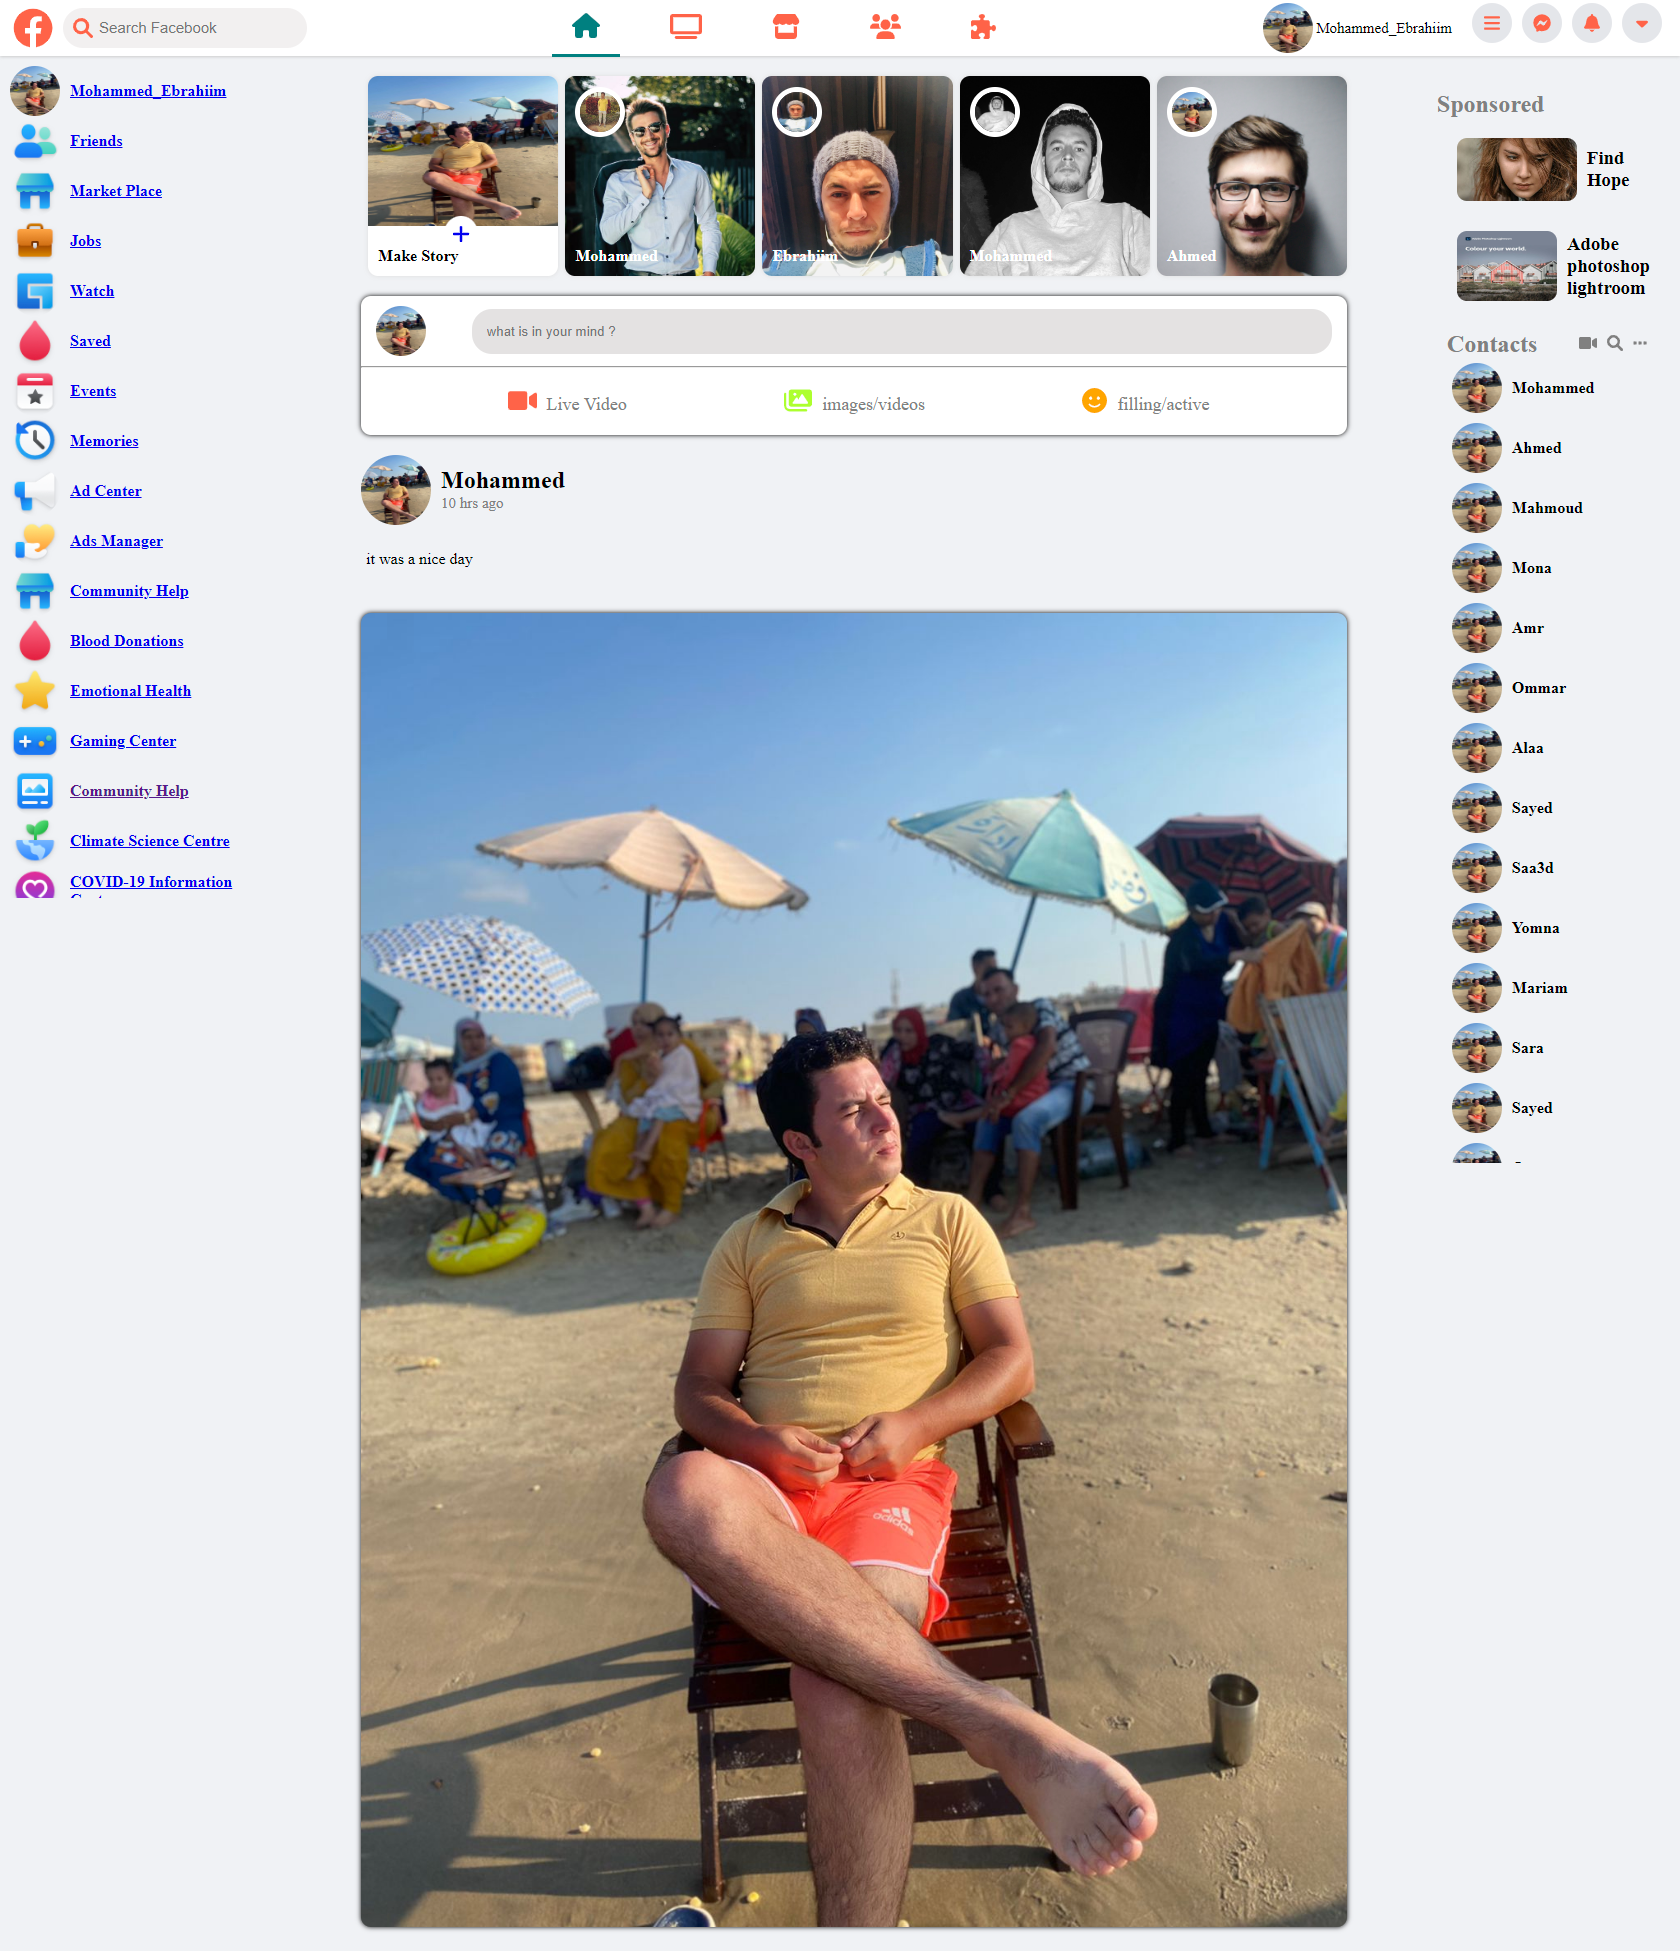 Search Facebook
Mohammed_Ebrahiim
Mohammed_Ebrahiim
Friends
Market Place
Jobs
Watch
Saved
Events
Memories
Ad Center
Ads Manager
Community Help
Blood Donations
Emotional Health
Gaming Center
Community Help
Climate Science Centre
COVID-19 Information
Make Story
Mohammed
Ebrahiim
Mohammed
Ahmed
what is in your mind ?
Live Video
images/videos
filling/active
Mohammed
10 hrs ago
it was a nice day
adidas
Sponsored
Find
Hope
Colour your world.
Adobe
photoshop
lightroom
Contacts
Mohammed
Ahmed
Mahmoud
Mona
Amr
Ommar
Alaa
Sayed
Saa3d
Yomna
Mariam
Sara
Sayed